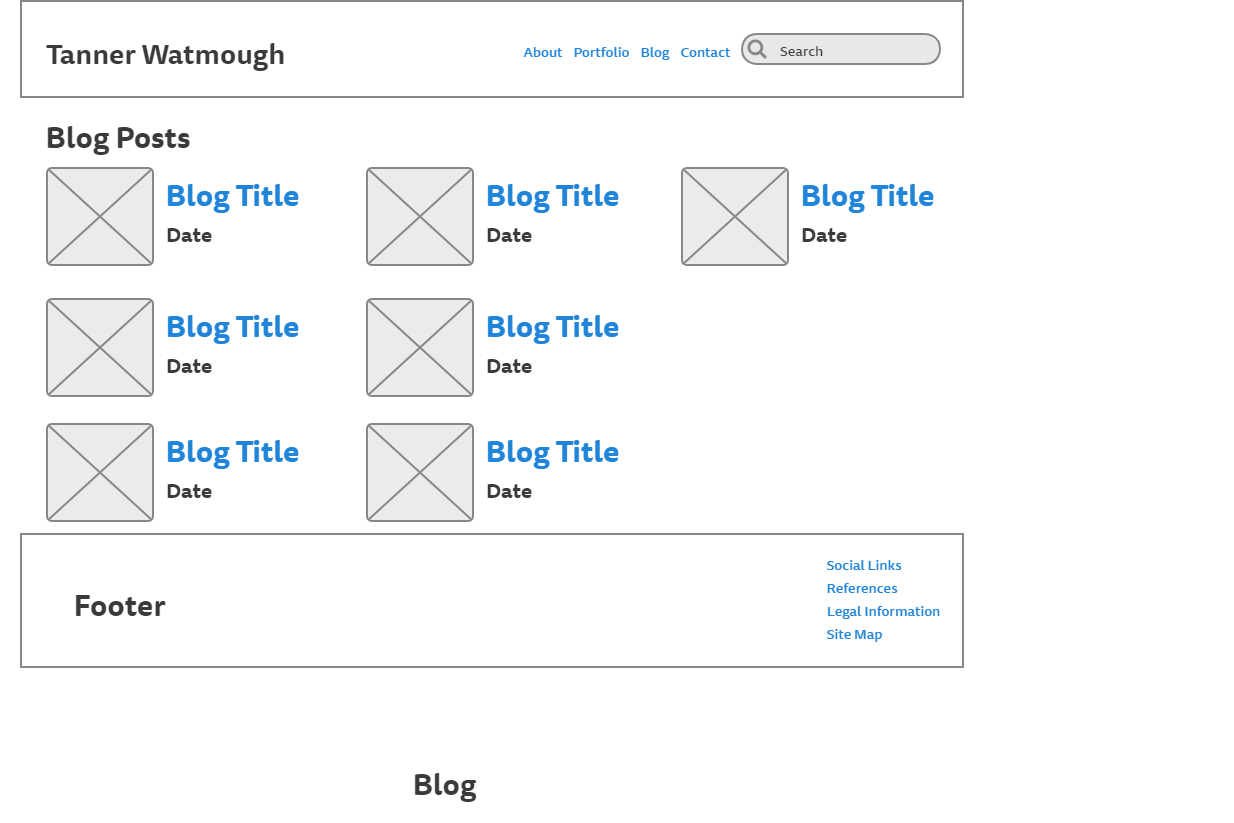 Tanner Watmough
About Portfolio Blog Contact Search
Blog Posts
Blog Title Blog Title Blog Title
Date Date Date
Blog Title Blog Title
Date Date
Blog Title Blog Title
Date Date
Footer
Social Links
References
Legal Information
Site Map
Blog